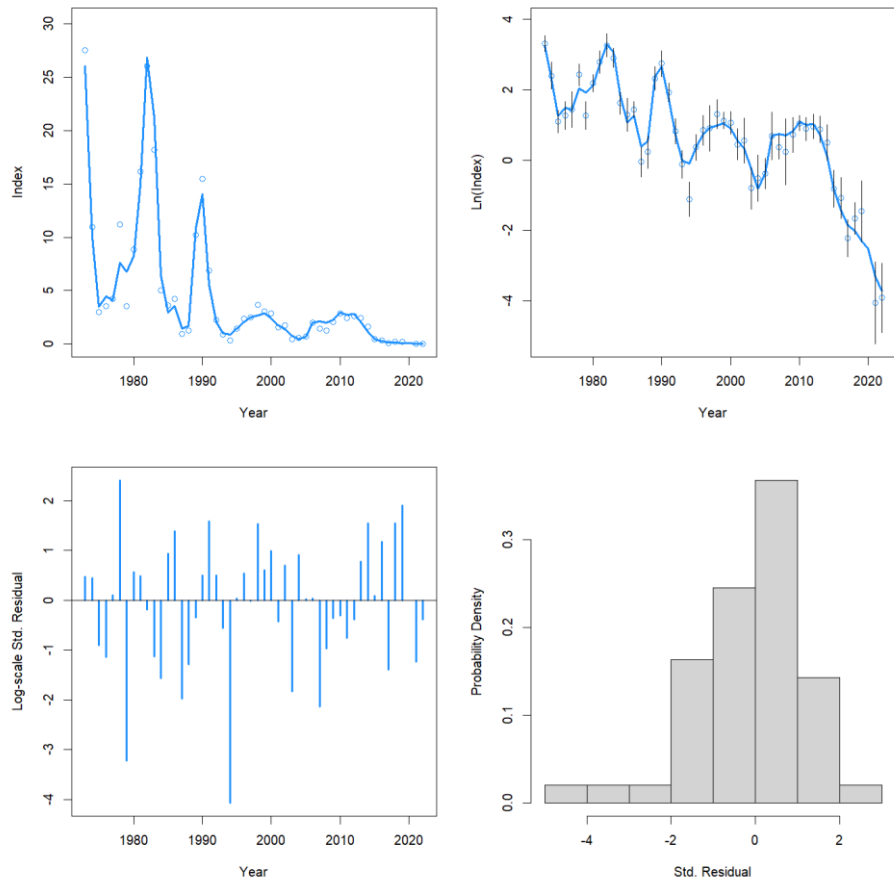 30
25
20
15
10
5
0
Index
1980 1990 2000 2010 2020
Year
4
2
0
-2
-4
Ln(Index)
1980 1990 2000 2010 2020
Year
2
1
0
-1
-2
-3
-4
Log-scale Std. Residual
1980 1990 2000 2010 2020
Year
0.3
0.2
0.1
0.0
Probability Density
-4 -2 0 2
Std. Residual